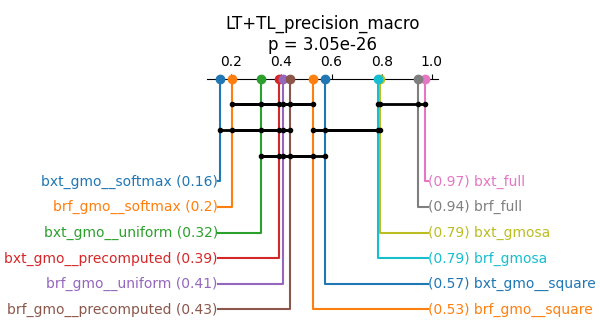 LT+TL_precision_macro
p = 3.05e-26
0.2 0.4 0.6 0.8 1.0
bxt_gmo__softmax (0.16) (0.97) bxt_full
brf_gmo__softmax (0.2) (0.94) brf_full
bxt_gmo__uniform (0.32) (0.79) bxt_gmosa
bxt_gmo__precomputed (0.39) (0.79) brf_gmosa
brf_gmo__uniform (0.41) (0.57) bxt_gmo__square
brf_gmo__precomputed (0.43) (0.53) brf_gmo__square